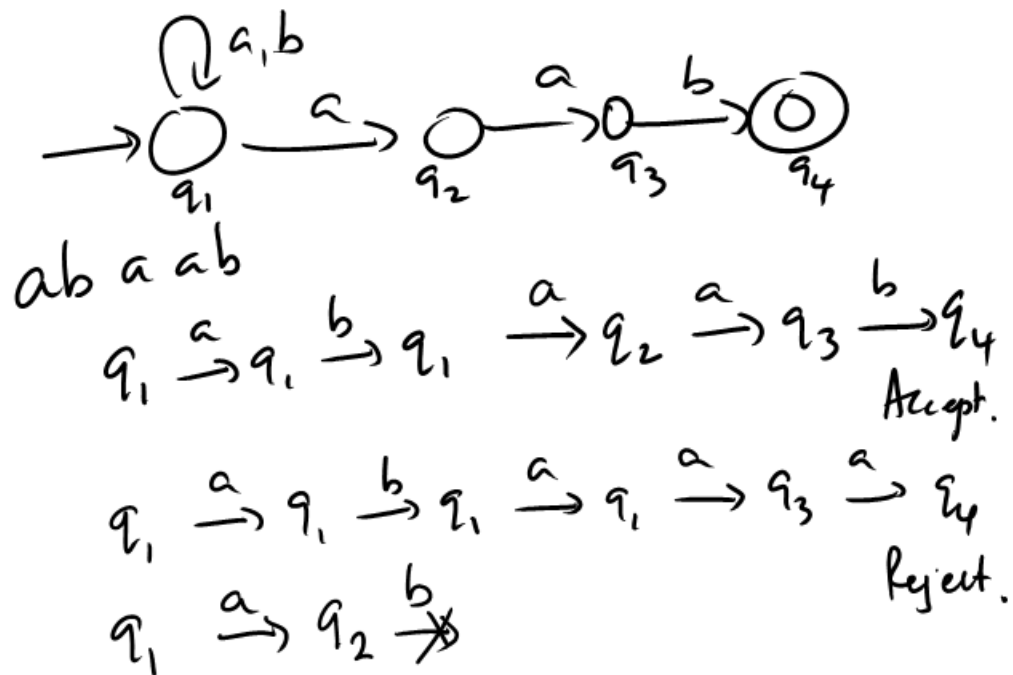 a,b
a a b
q1 q2 q3 q4
ab a ab
a b a a b
q1 → q1 → q1 → q2 → q3 → q4
Accept.
a b a a a
q1 → q1 → q1 → q1 → q3 → q4
Reject.
a b
q1 → q2 →